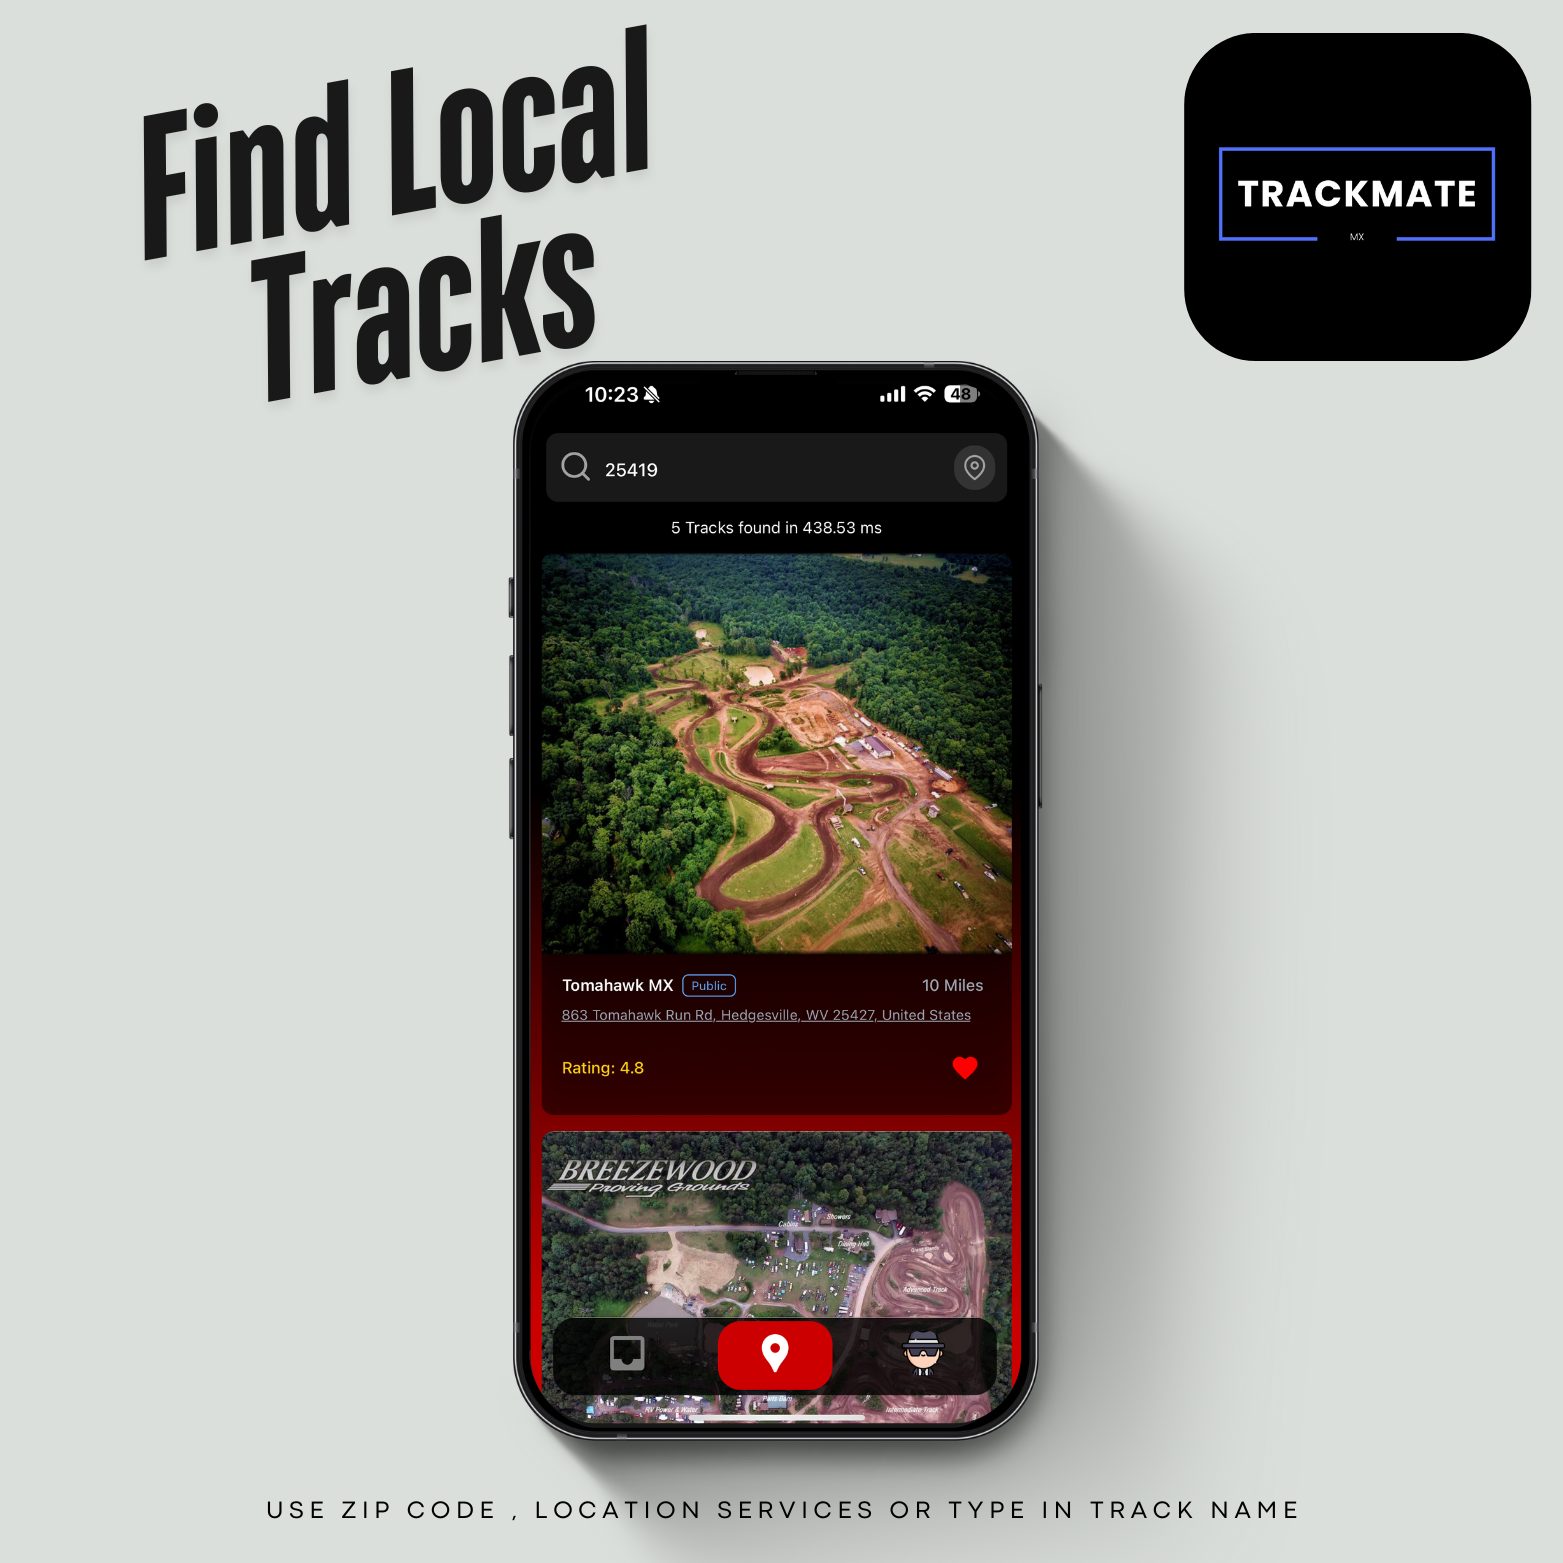 Find Local
Tracks
TRACKMATE
MX
10:23
48
25419
5 Tracks found in 438.53 ms
Tomahawk MX Public 10 Miles
863 Tomahawk Run Rd, Hedgesville, WV 25427, United States
Rating: 4.8
BREEZEWOOD
Proving Grounds
Cabins
Showers
Dining Hall
Advanced Track
RV Power & Water
Intermediate Track
USE ZIP CODE , LOCATION SERVICES OR TYPE IN TRACK NAME